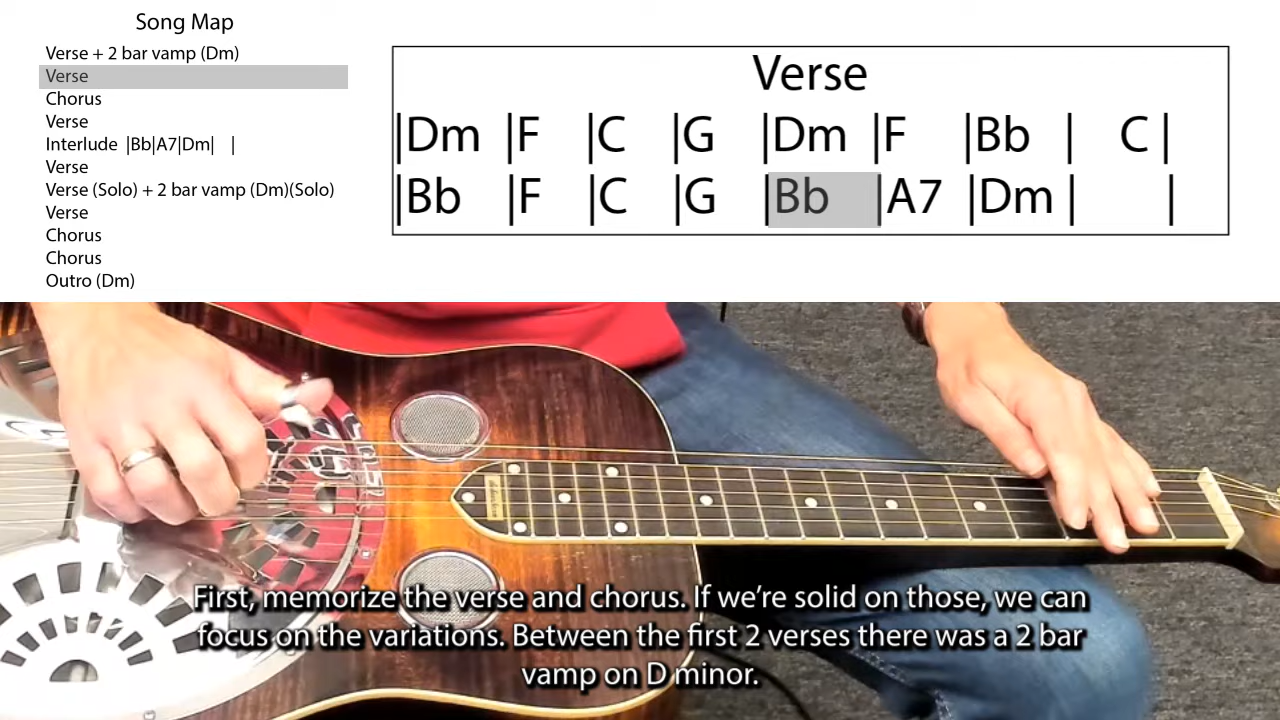 Song Map
Verse + 2 bar vamp (Dm)
Verse
Chorus
Verse
Interlude |Bb|A7|Dm| |
Verse
Verse (Solo) + 2 bar vamp (Dm)(Solo)
Verse
Chorus
Chorus
Outro (Dm)
Verse
|Dm |F |C |G |Dm |F |Bb | C |
|Bb |F |C |G |Bb |A7 |Dm | |
First, memorize the verse and chorus. If we're solid on those, we can
focus on the variations. Between the first 2 verses there was a 2 bar
vamp on D minor.